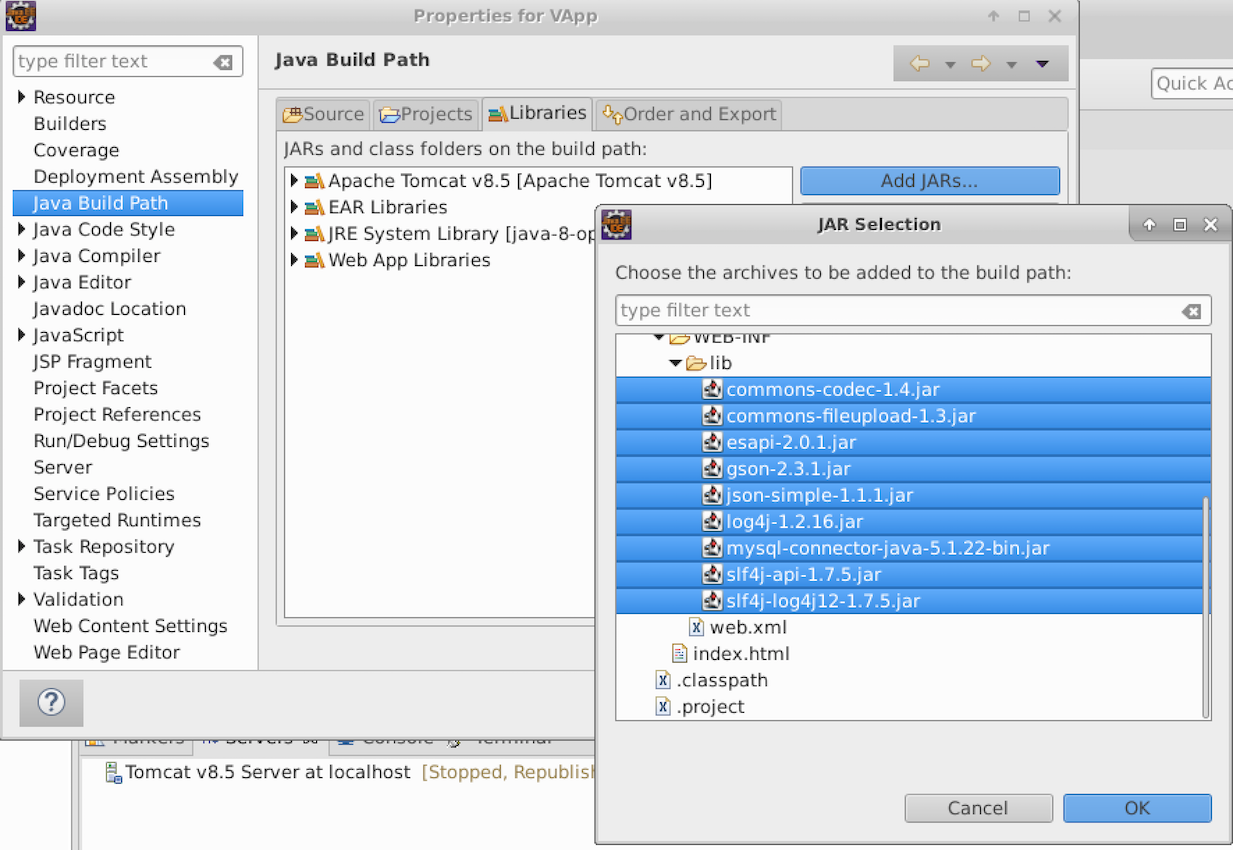 Properties for VApp
type filter text
Resource
Builders
Coverage
Deployment Assembly
Java Build Path
Java Code Style
Java Compiler
Java Editor
Javadoc Location
JavaScript
JSP Fragment
Project Facets
Project References
Run/Debug Settings
Server
Service Policies
Targeted Runtimes
Task Repository
Task Tags
Validation
Web Content Settings
Web Page Editor
Java Build Path
Source
Projects
Libraries
Order and Export
JARs and class folders on the build path:
Apache Tomcat v8.5 [Apache Tomcat v8.5]
EAR Libraries
JRE System Library [java-8-op
Web App Libraries
Add JARs...
Quick Ac
JAR Selection
Choose the archives to be added to the build path:
type filter text
WEB-INF
lib
commons-codec-1.4.jar
commons-fileupload-1.3.jar
esapi-2.0.1.jar
gson-2.3.1.jar
json-simple-1.1.1.jar
log4j-1.2.16.jar
mysql-connector-java-5.1.22-bin.jar
slf4j-api-1.7.5.jar
slf4j-log4j12-1.7.5.jar
web.xml
index.html
.classpath
.project
Cancel
OK
Markers
Servers
Console
Terminal
Tomcat v8.5 Server at localhost [Stopped, Republish